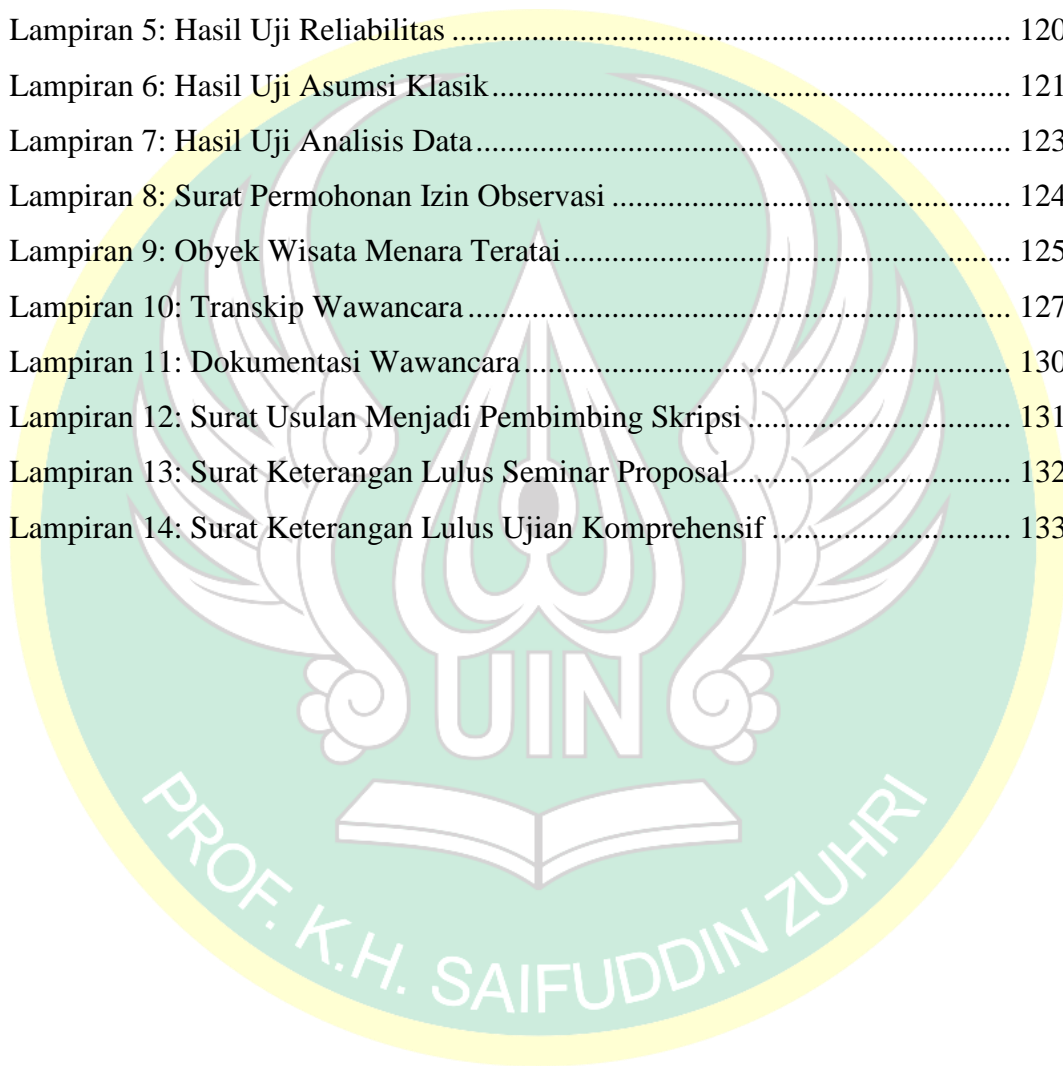 Lampiran 5: Hasil Uji Reliabilitas ........................................................................... 120
Lampiran 6: Hasil Uji Asumsi Klasik ..................................................................... 121
Lampiran 7: Hasil Uji Analisis Data ........................................................................ 123
Lampiran 8: Surat Permohonan Izin Observasi ...................................................... 124
Lampiran 9: Obyek Wisata Menara Teratai ............................................................ 125
Lampiran 10: Transkip Wawancara ......................................................................... 127
Lampiran 11: Dokumentasi Wawancara ................................................................. 130
Lampiran 12: Surat Usulan Menjadi Pembimbing Skripsi ................................... 131
Lampiran 13: Surat Keterangan Lulus Seminar Proposal ..................................... 132
Lampiran 14: Surat Keterangan Lulus Ujian Komprehensif ................................ 133
UIN
PROF. K.H. SAIFUDDIN ZUHRI